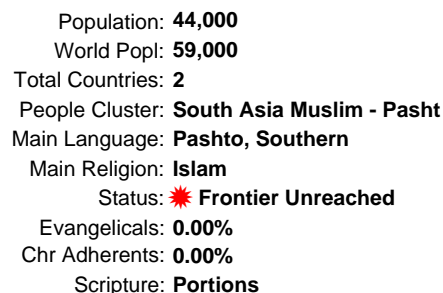 Population: 44,000
World Popl: 59,000
Total Countries: 2
People Cluster: South Asia Muslim - Pasht
Main Language: Pashto, Southern
Main Religion: Islam
Status: Frontier Unreached
Evangelicals: 0.00%
Chr Adherents: 0.00%
Scripture: Portions